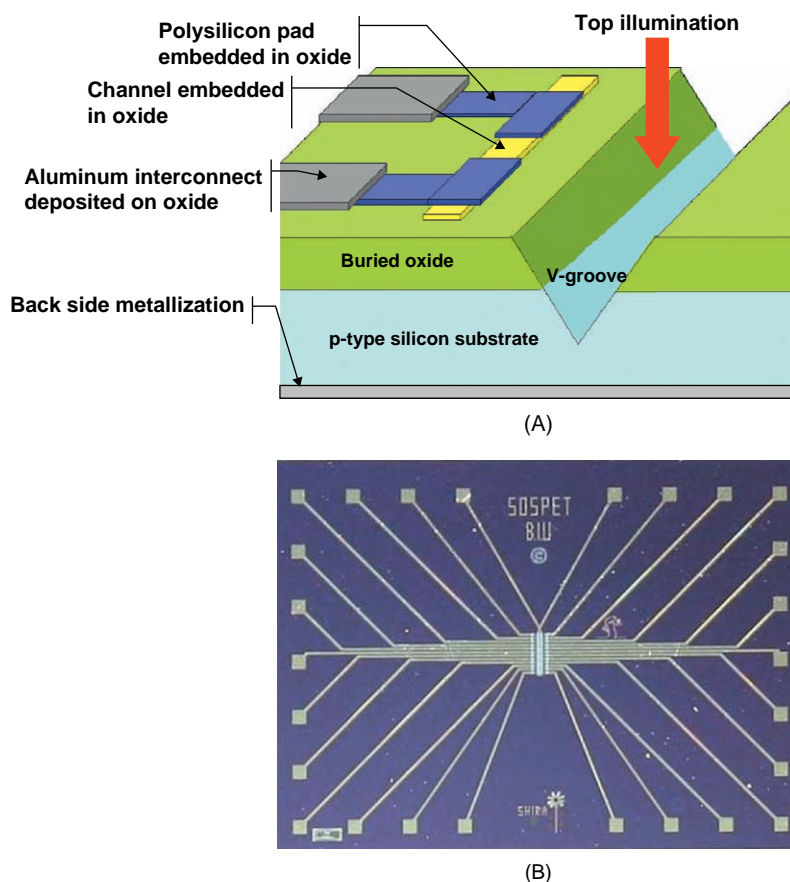 Polysilicon pad
embedded in oxide
Top illumination
Channel embedded
in oxide
Aluminum interconnect
deposited on oxide
Buried oxide
V-groove
Back side metallization
p-type silicon substrate
(A)
SOSPET
B.W
©
SHIRA
(B)